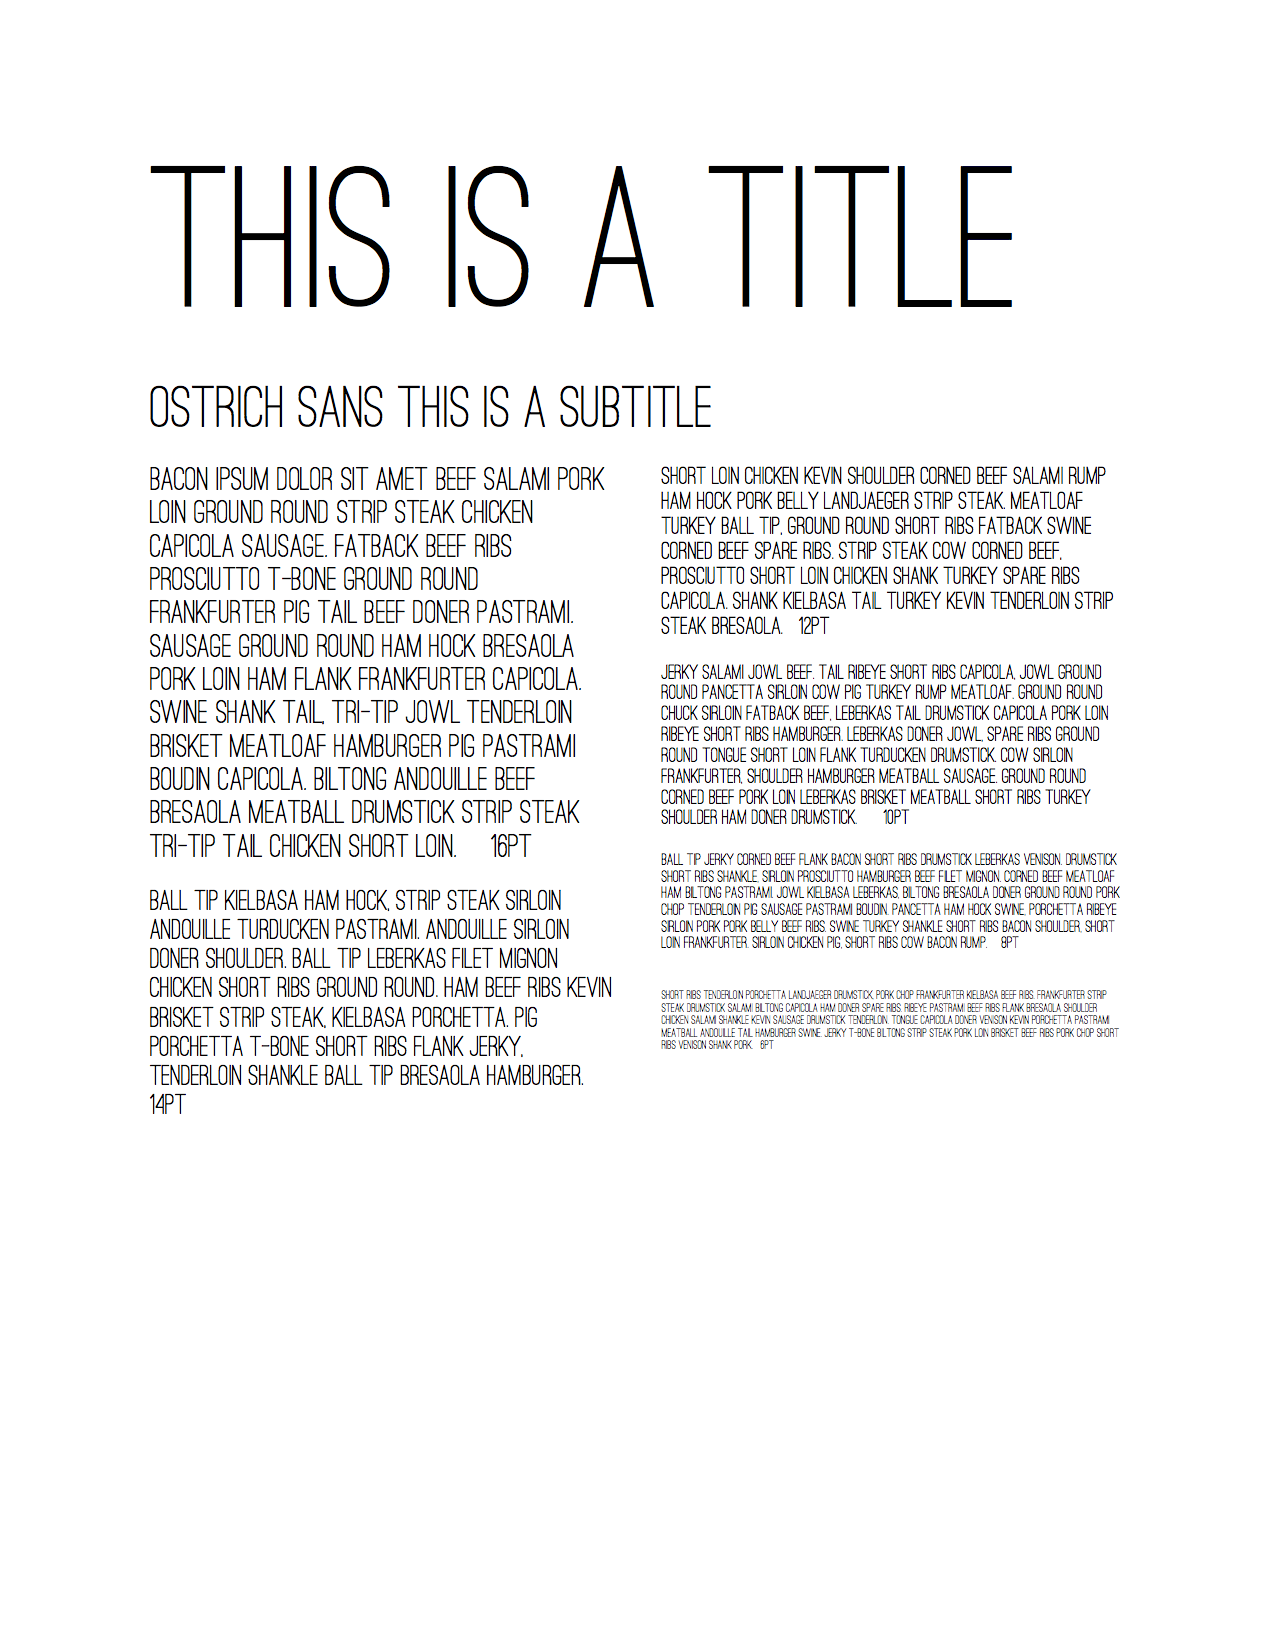 THIS IS A TITLE
OSTRICH SANS THIS IS A SUBTITLE
BACON IPSUM DOLOR SIT AMET BEEF SALAMI PORK
LOIN GROUND ROUND STRIP STEAK CHICKEN
CAPICOLA SAUSAGE. FATBACK BEEF RIBS
PROSCIUTTO T-BONE GROUND ROUND
FRANKFURTER PIG TAIL BEEF DONER PASTRAMI.
SAUSAGE GROUND ROUND HAM HOCK BRESAOLA
PORK LOIN HAM FLANK FRANKFURTER CAPICOLA.
SWINE SHANK TAIL, TRI-TIP JOWL TENDERLOIN
BRISKET MEATLOAF HAMBURGER PIG PASTRAMI
BOUDIN CAPICOLA. BILTONG ANDOUILLE BEEF
BRESAOLA MEATBALL DRUMSTICK STRIP STEAK
TRI-TIP TAIL CHICKEN SHORT LOIN. 16PT
BALL TIP KIELBASA HAM HOCK, STRIP STEAK SIRLOIN
ANDOUILLE TURDUCKEN PASTRAMI. ANDOUILLE SIRLOIN
DONER SHOULDER. BALL TIP LEBERKAS FILET MIGNON
CHICKEN SHORT RIBS GROUND ROUND. HAM BEEF RIBS KEVIN
BRISKET STRIP STEAK, KIELBASA PORCHETTA. PIG
PORCHETTA T-BONE SHORT RIBS FLANK JERKY,
TENDERLOIN SHANKLE BALL TIP BRESAOLA HAMBURGER.
14PT
SHORT LOIN CHICKEN KEVIN SHOULDER CORNED BEEF SALAMI RUMP
HAM HOCK PORK BELLY LANDJAEGER STRIP STEAK. MEATLOAF
TURKEY BALL TIP, GROUND ROUND SHORT RIBS FATBACK SWINE
CORNED BEEF SPARE RIBS. STRIP STEAK COW CORNED BEEF,
PROSCIUTTO SHORT LOIN CHICKEN SHANK TURKEY SPARE RIBS
CAPICOLA. SHANK KIELBASA TAIL TURKEY KEVIN TENDERLOIN STRIP
STEAK BRESAOLA. 12PT
JERKY SALAMI JOWL BEEF. TAIL RIBEYE SHORT RIBS CAPICOLA, JOWL GROUND
ROUND PANCETTA SIRLOIN COW PIG TURKEY RUMP MEATLOAF. GROUND ROUND
CHUCK SIRLOIN FATBACK BEEF, LEBERKAS TAIL DRUMSTICK CAPICOLA PORK LOIN
RIBEYE SHORT RIBS HAMBURGER. LEBERKAS DONER JOWL, SPARE RIBS GROUND
ROUND TONGUE SHORT LOIN FLANK TURDUCKEN DRUMSTICK. COW SIRLOIN
FRANKFURTER, SHOULDER HAMBURGER MEATBALL SAUSAGE. GROUND ROUND
CORNED BEEF PORK LOIN LEBERKAS BRISKET MEATBALL SHORT RIBS TURKEY
SHOULDER HAM DONER DRUMSTICK. 10PT
BALL TIP JERKY CORNED BEEF FLANK BACON SHORT RIBS DRUMSTICK LEBERKAS VENISON. DRUMSTICK
SHORT RIBS SHANKLE, SIRLOIN PROSCIUTTO HAMBURGER BEEF FILET MIGNON. CORNED BEEF MEATLOAF
HAM BILTONG PASTRAMI. JOWL KIELBASA LEBERKAS, BILTONG BRESAOLA DONER GROUND ROUND PORK
CHOP TENDERLOIN PIG SAUSAGE PASTRAMI BOUDIN. PANCETTA HAM HOCK SWINE, PORCHETTA RIBEYE
SIRLOIN PORK PORK BELLY BEEF RIBS. SWINE TURKEY SHANKLE SHORT RIBS BACON SHOULDER, SHORT
LOIN FRANKFURTER. SIRLOIN CHICKEN PIG, SHORT RIBS COW BACON RUMP. 8PT
SHORT RIBS TENDERLOIN PORCHETTA LANDJAEGER DRUMSTICK, PORK CHOP FRANKFURTER KIELBASA BEEF RIBS. FRANKFURTER STRIP
STEAK DRUMSTICK SALAMI BILTONG CAPICOLA HAM DONER SPARE RIBS. RIBEYE PASTRAMI BEEF RIBS FLANK BRESAOLA SHOULDER
CHICKEN SALAMI SHANKLE KEVIN SAUSAGE DRUMSTICK TENDERLOIN. TONGUE CAPICOLA DONER VENISON KEVIN PORCHETTA PASTRAMI
MEATBALL ANDOUILLE TAIL HAMBURGER SWINE. JERKY T-BONE BILTONG STRIP STEAK PORK LOIN BRISKET BEEF RIBS PORK CHOP SHORT
RIBS VENISON SHANK PORK. 6PT